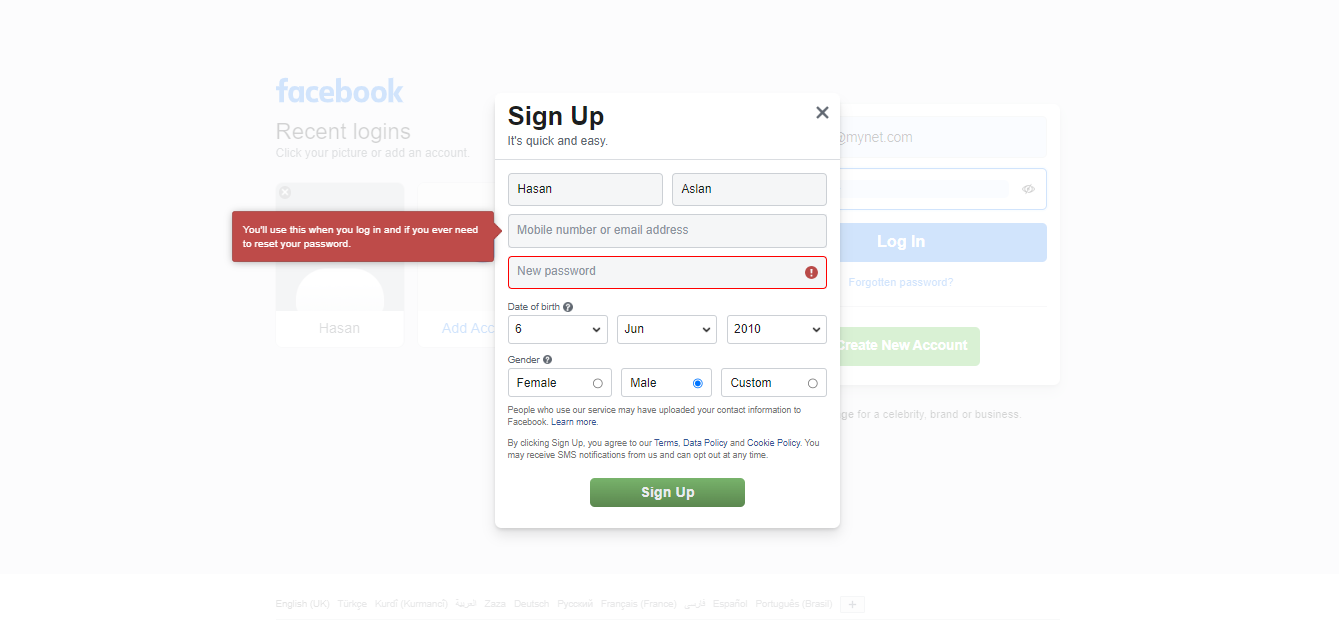 facebook
Recent logins
Click your picture or add an account.
Hasan
Add Acc
You'll use this when you log in and if you ever need
to reset your password.
Sign Up
It's quick and easy.
Hasan
Aslan
Mobile number or email address
New password
Date of birth
6
Jun
2010
Gender
Female
Male
Custom
People who use our service may have uploaded your contact information to
Facebook. Learn more.
By clicking Sign Up, you agree to our Terms, Data Policy and Cookie Policy. You
may receive SMS notifications from us and can opt out at any time.
Sign Up
@mynet.com
Log In
Forgotten password?
Create New Account
ge for a celebrity, brand or business.
English (UK) Türkçe Kurdî (Kurmancî) العربية Zaza Deutsch Русский Français (France) فارسی Español Português (Brasil) +